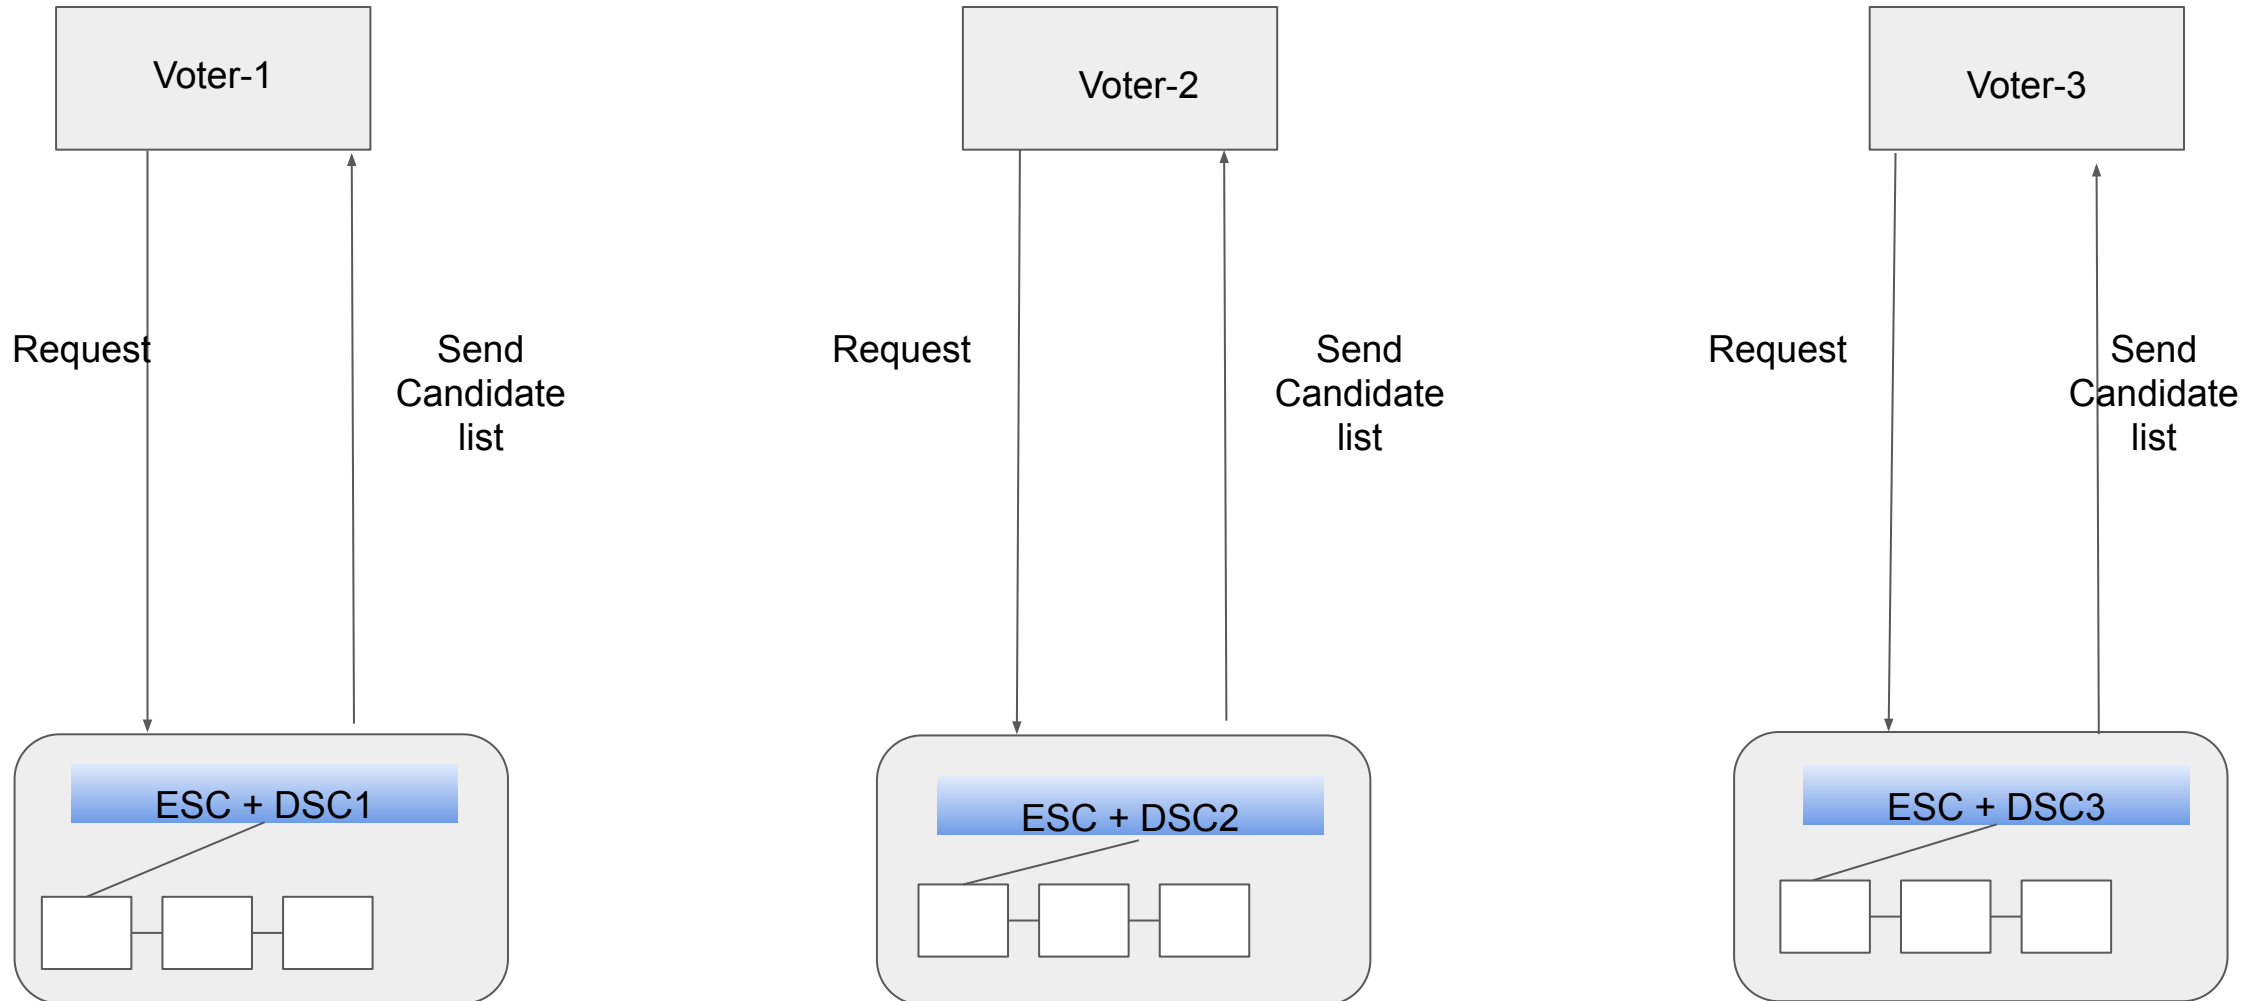 Voter-1
Voter-2
Voter-3
Request
Send
Candidate
list
Request
Send
Candidate
list
Request
Send
Candidate
list
ESC + DSC1
ESC + DSC2
ESC + DSC3